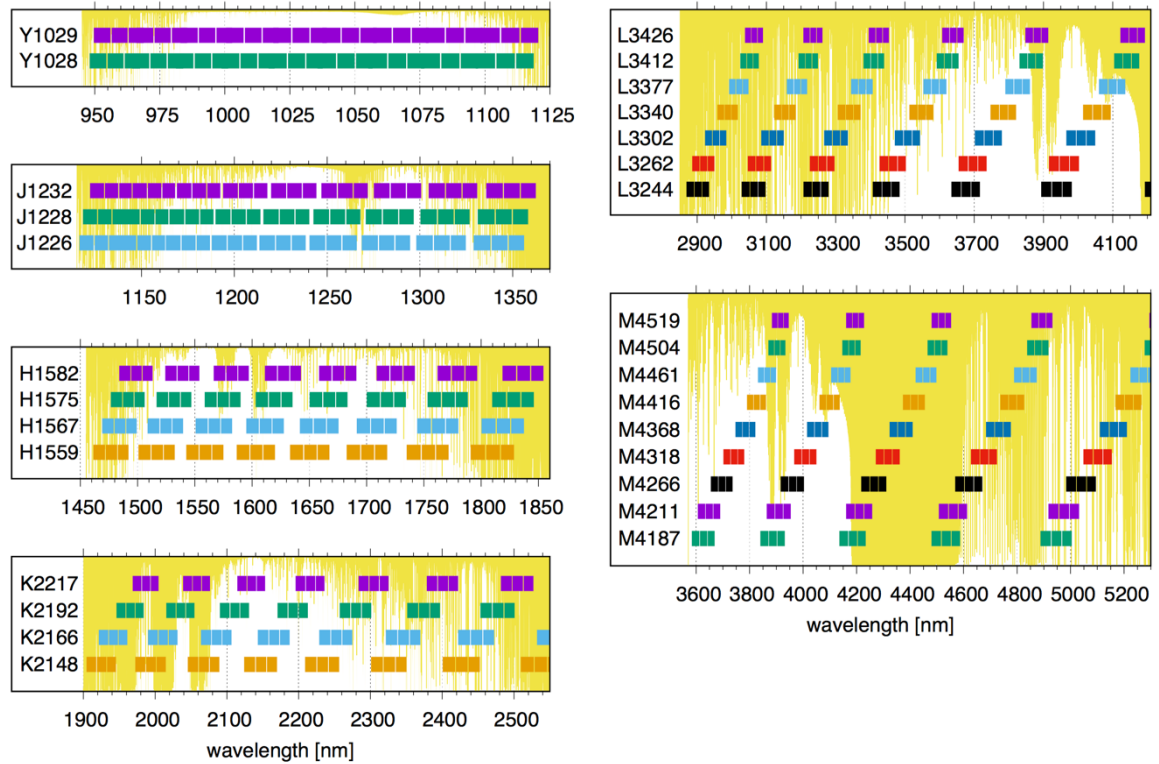 Y1029
Y1028
950 975 1000 1025 1050 1075 1100 1125
J1232
J1228
J1226
1150 1200 1250 1300 1350
H1582
H1575
H1567
H1559
1450 1500 1550 1600 1650 1700 1750 1800 1850
K2217
K2192
K2166
K2148
1900 2000 2100 2200 2300 2400 2500
wavelength [nm]
L3426
L3412
L3377
L3340
L3302
L3262
L3244
2900 3100 3300 3500 3700 3900 4100
M4519
M4504
M4461
M4416
M4368
M4318
M4266
M4211
M4187
3600 3800 4000 4200 4400 4600 4800 5000 5200
wavelength [nm]